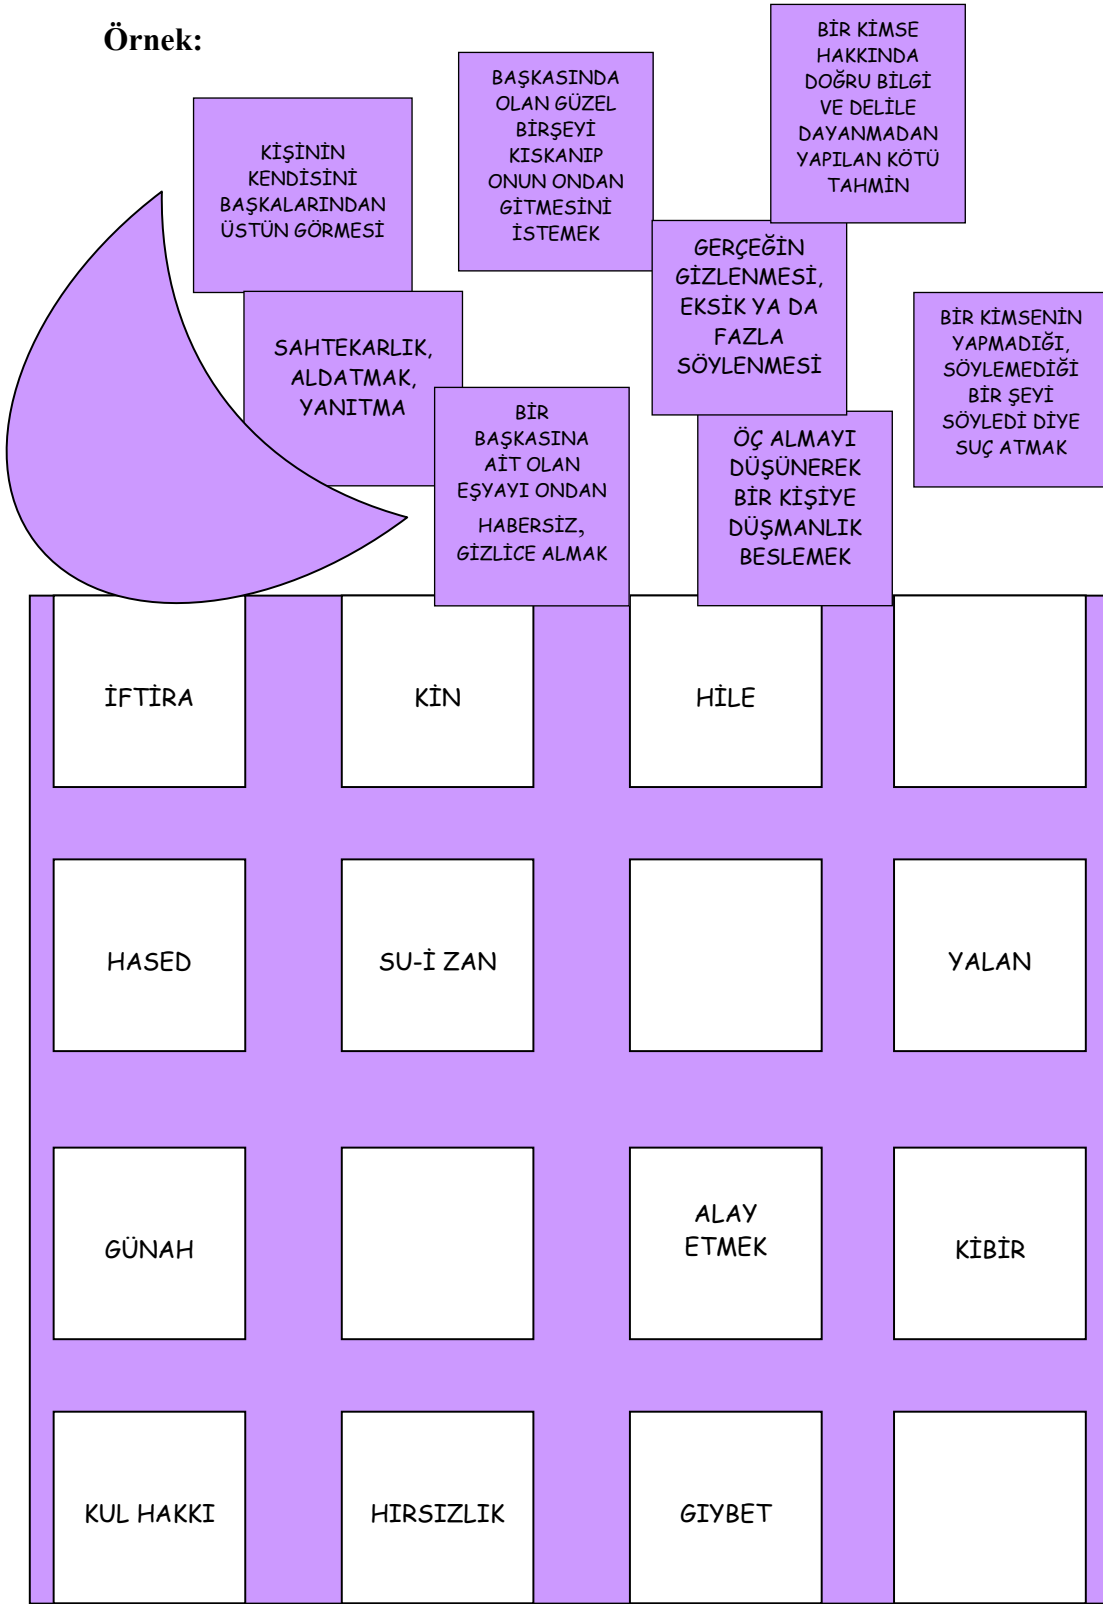 Örnek:
BİR KİMSE
HAKKINDA
DOĞRU BİLGİ
VE DELİLE
DAYANMADAN
YAPILAN KÖTÜ
TAHMİN
BAŞKASINDA
OLAN GÜZEL
BİRŞEYİ
KISKANIP
ONUN ONDAN
GİTMESİNİ
İSTEMEK
KİŞİNİN
KENDİSİNİ
BAŞKALARINDAN
ÜSTÜN GÖRMESİ
GERÇEĞİN
GİZLENMESİ,
EKSİK YA DA
FAZLA
SÖYLENMESİ
BİR KİMSENİN
YAPMADIĞI,
SÖYLEMEDİĞİ
BİR ŞEYİ
SÖYLEDİ DİYE
SUÇ ATMAK
SAHTEKARLIK,
ALDATMAK,
YANITMA
BİR
BAŞKASINA
AİT OLAN
EŞYAYI ONDAN
HABERSİZ,
GİZLİCE ALMAK
ÖÇ ALMAYI
DÜŞÜNEREK
BİR KİŞİYE
DÜŞMANLIK
BESLEMEK
İFTİRA
KİN
HİLE
HASED
SU-İ ZAN
YALAN
GÜNAH
ALAY
ETMEK
KİBİR
KUL HAKKI
HIRSIZLIK
GIYBET